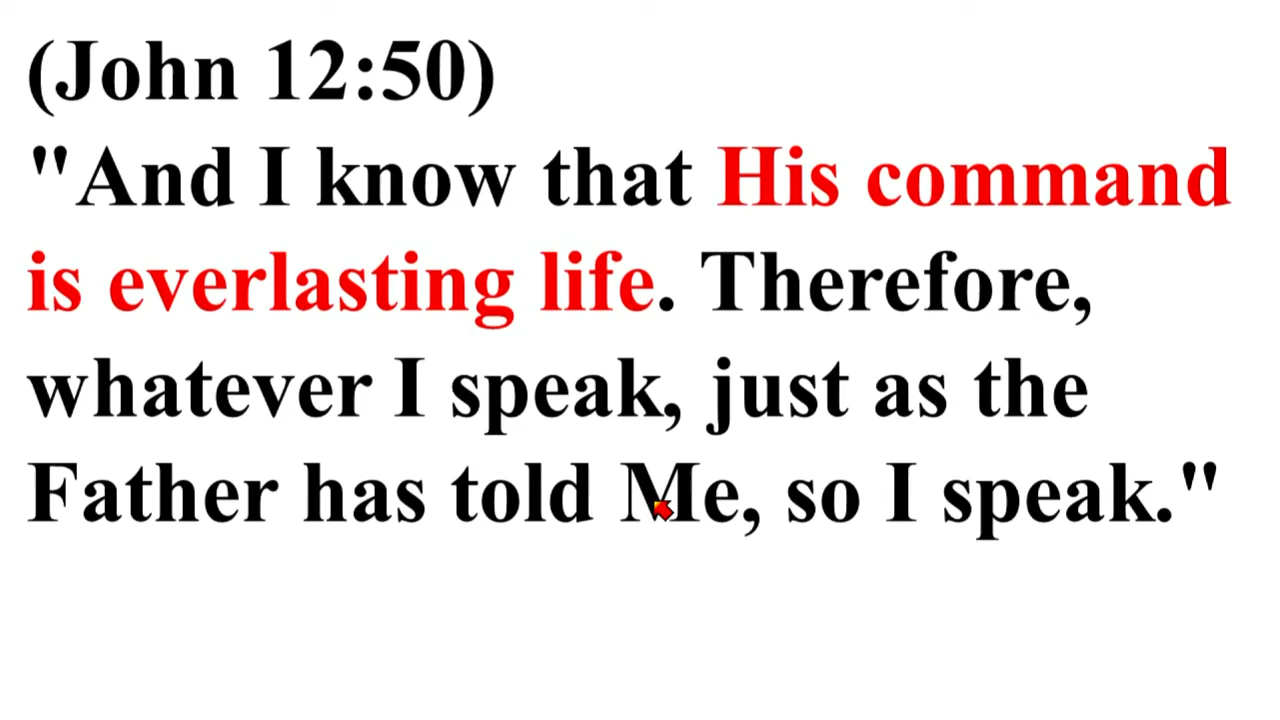 (John 12:50)
"And I know that His command
is everlasting life. Therefore,
whatever I speak, just as the
Father has told Me, so I speak."